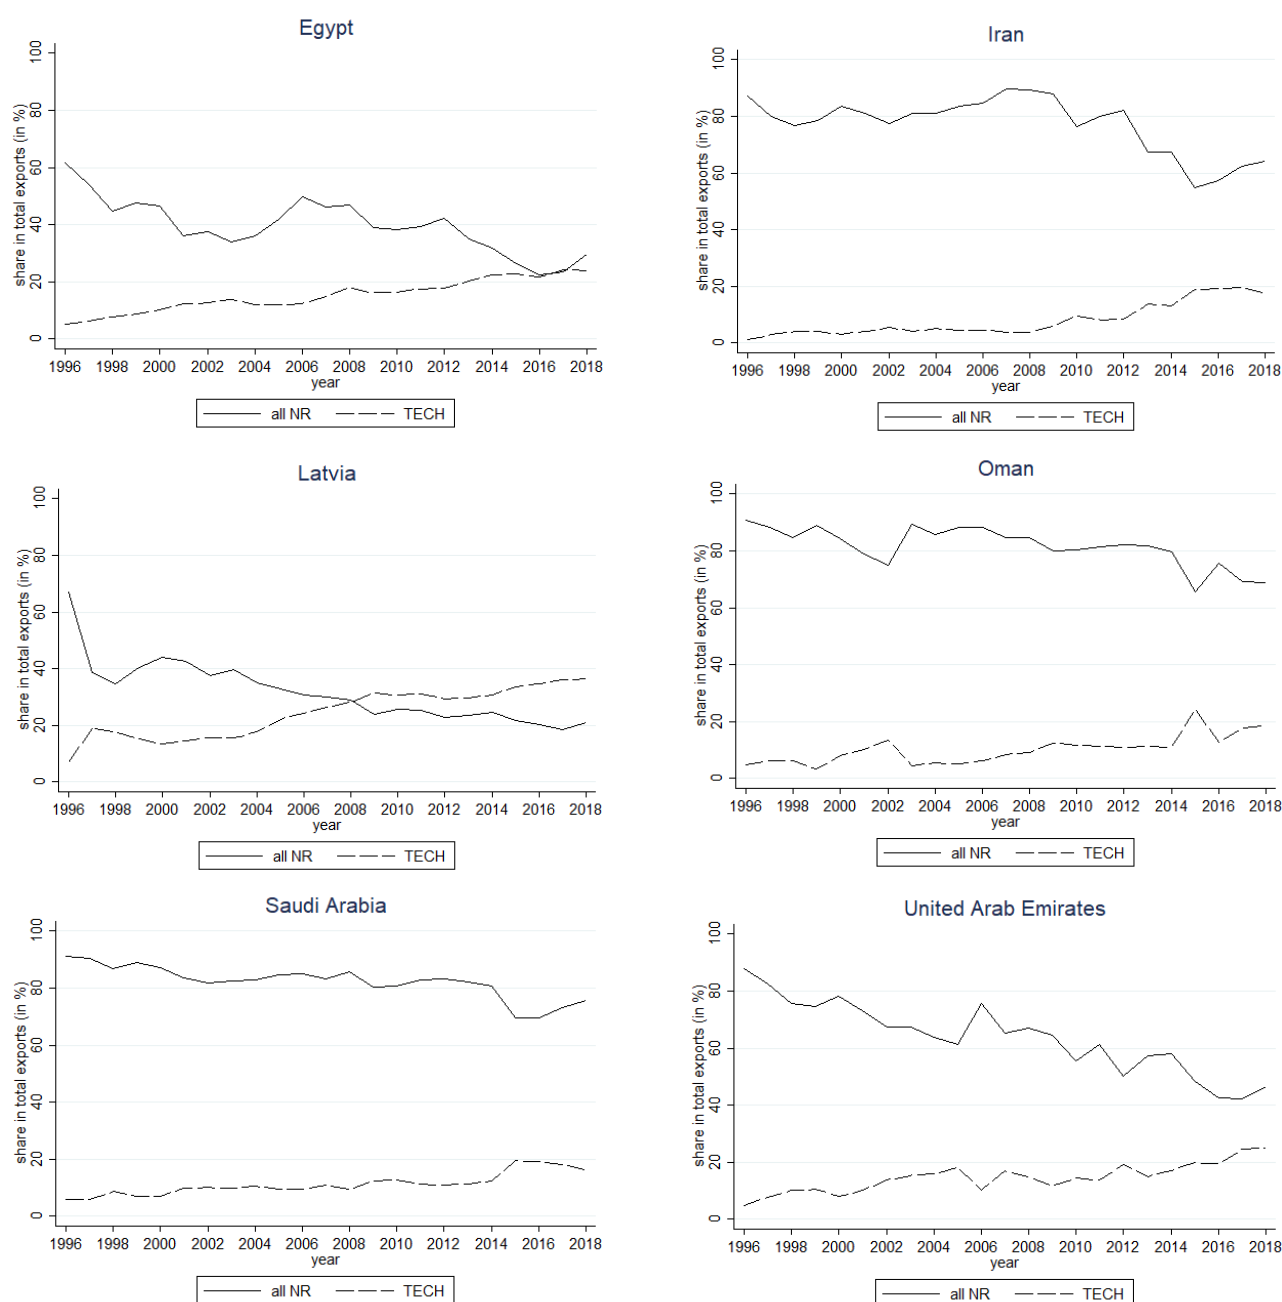 Egypt
share in total exports (in %)
0 20 40 60 80 100
1996 1998 2000 2002 2004 2006 2008 2010 2012 2014 2016 2018
year
all NR TECH
Iran
share in total exports (in %)
0 20 40 60 80 100
1996 1998 2000 2002 2004 2006 2008 2010 2012 2014 2016 2018
year
all NR TECH
Latvia
share in total exports (in %)
0 20 40 60 80 100
1996 1998 2000 2002 2004 2006 2008 2010 2012 2014 2016 2018
year
all NR TECH
Oman
share in total exports (in %)
0 20 40 60 80 100
1996 1998 2000 2002 2004 2006 2008 2010 2012 2014 2016 2018
year
all NR TECH
Saudi Arabia
share in total exports (in %)
0 20 40 60 80 100
1996 1998 2000 2002 2004 2006 2008 2010 2012 2014 2016 2018
year
all NR TECH
United Arab Emirates
share in total exports (in %)
0 20 40 60 80 100
1996 1998 2000 2002 2004 2006 2008 2010 2012 2014 2016 2018
year
all NR TECH